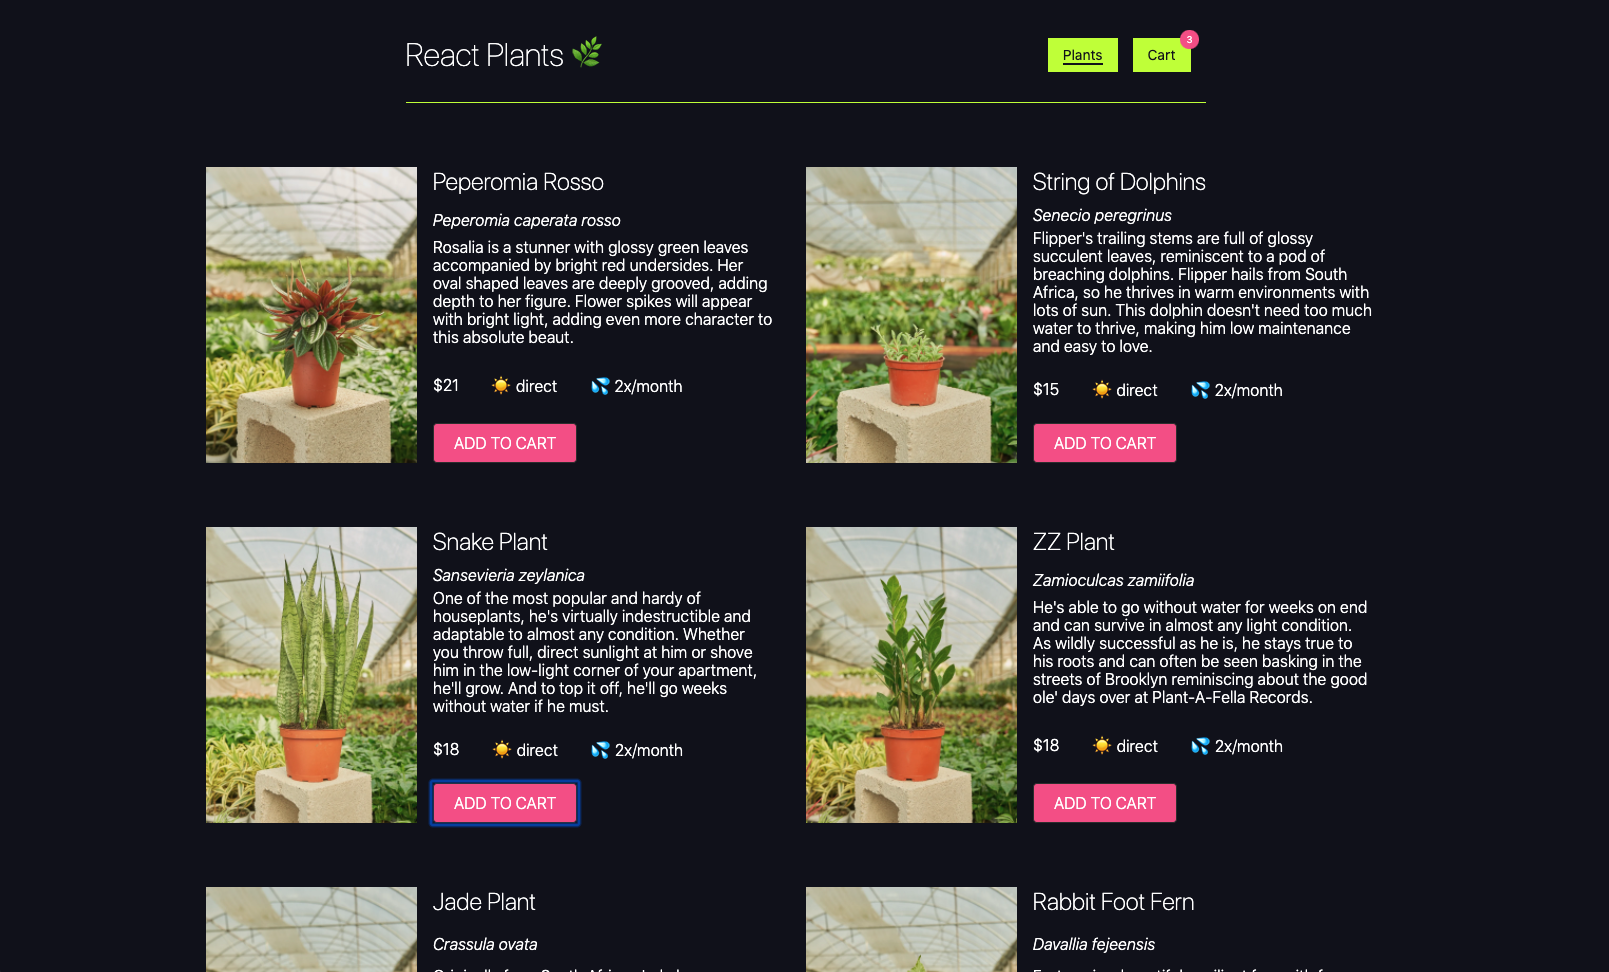 React Plants
Plants
Cart
3
Peperomia Rosso
Peperomia caperata rosso
Rosalia is a stunner with glossy green leaves
accompanied by bright red undersides. Her
oval shaped leaves are deeply grooved, adding
depth to her figure. Flower spikes will appear
with bright light, adding even more character to
this absolute beaut.
$21 direct 2x/month
ADD TO CART
String of Dolphins
Senecio peregrinus
Flipper's trailing stems are full of glossy
succulent leaves, reminiscent to a pod of
breaching dolphins. Flipper hails from South
Africa, so he thrives in warm environments with
lots of sun. This dolphin doesn't need too much
water to thrive, making him low maintenance
and easy to love.
$15 direct 2x/month
ADD TO CART
Snake Plant
Sansevieria zeylanica
One of the most popular and hardy of
houseplants, he's virtually indestructible and
adaptable to almost any condition. Whether
you throw full, direct sunlight at him or shove
him in the low-light corner of your apartment,
he'll grow. And to top it off, he'll go weeks
without water if he must.
$18 direct 2x/month
ADD TO CART
ZZ Plant
Zamioculcas zamiifolia
He's able to go without water for weeks on end
and can survive in almost any light condition.
As wildly successful as he is, he stays true to
his roots and can often be seen basking in the
streets of Brooklyn reminiscing about the good
ole' days over at Plant-A-Fella Records.
$18 direct 2x/month
ADD TO CART
Jade Plant
Crassula ovata
Rabbit Foot Fern
Davallia fejeensis